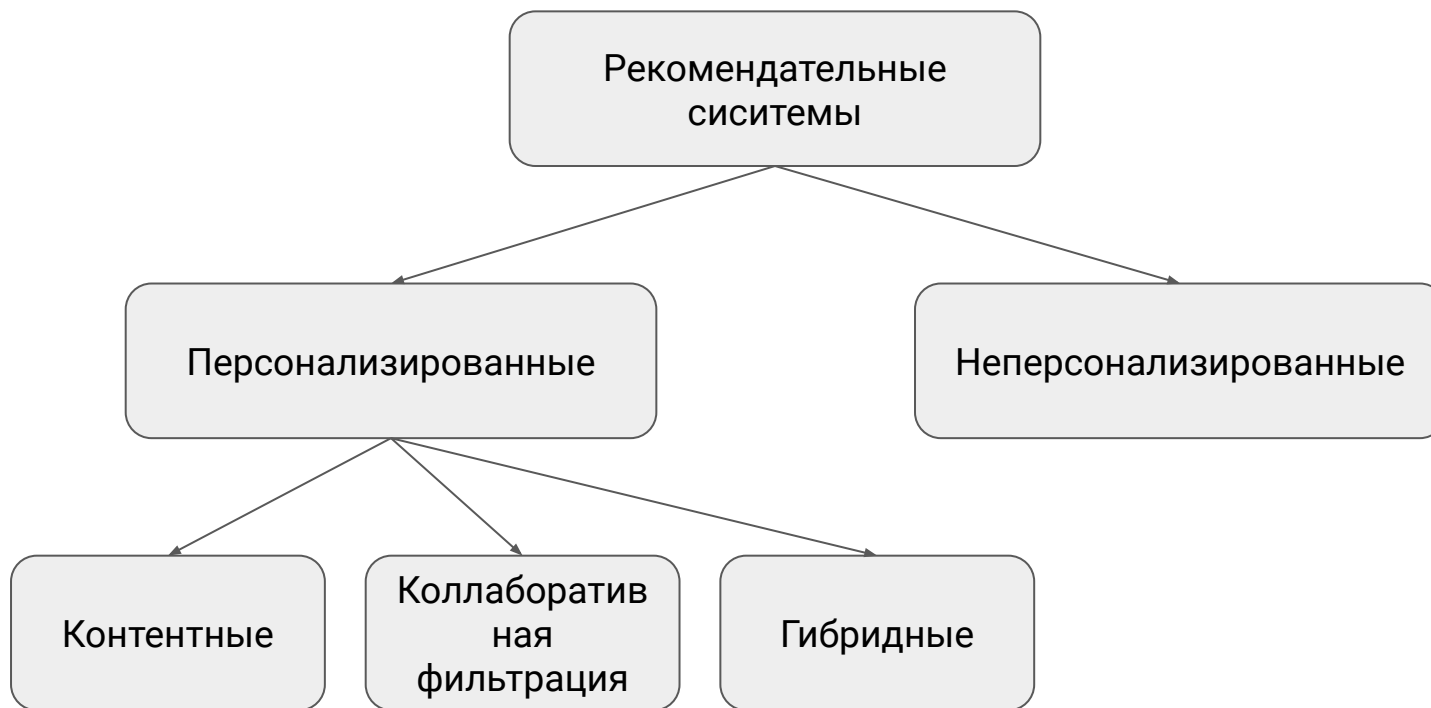 Рекомендательные
сиситемы
Персонализированные
Неперсонализированные
Контентные
Коллаборатив
ная
фильтрация
Гибридные